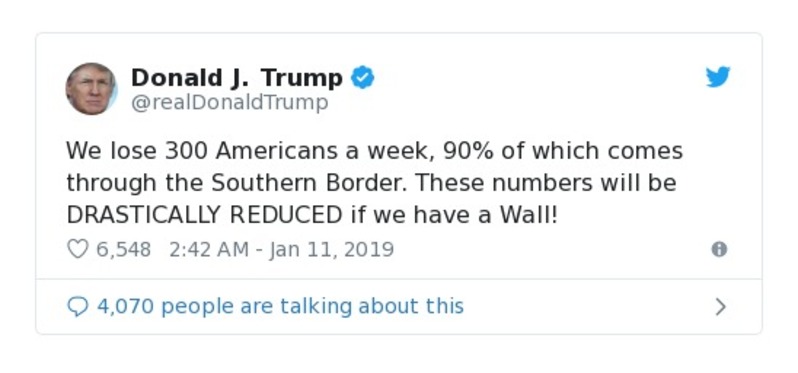 Donald J. Trump
@realDonaldTrump
We lose 300 Americans a week, 90% of which comes
through the Southern Border. These numbers will be
DRASTICALLY REDUCED if we have a Wall!
6,548 2:42 AM - Jan 11, 2019
4,070 people are talking about this